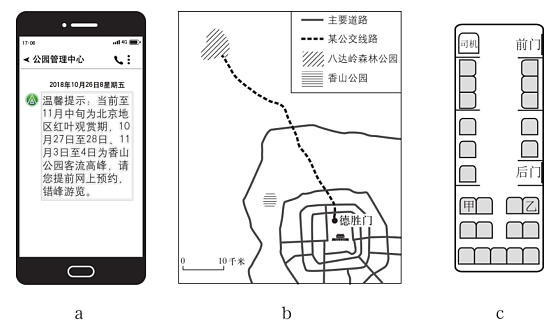 17:06
4G
公园管理中心
2018年10月26日8星期五
温馨提示：当前至
11月中旬为北京地
区红叶观赏期，10
月27日至28日、11
月3日至4日为香山
公园客流高峰，请
您提前网上预约，
错峰游览。
a
主要道路
某公交线路
八达岭森林公园
香山公园
德胜门
0 10千米
b
司机
前门
后门
甲
乙
c